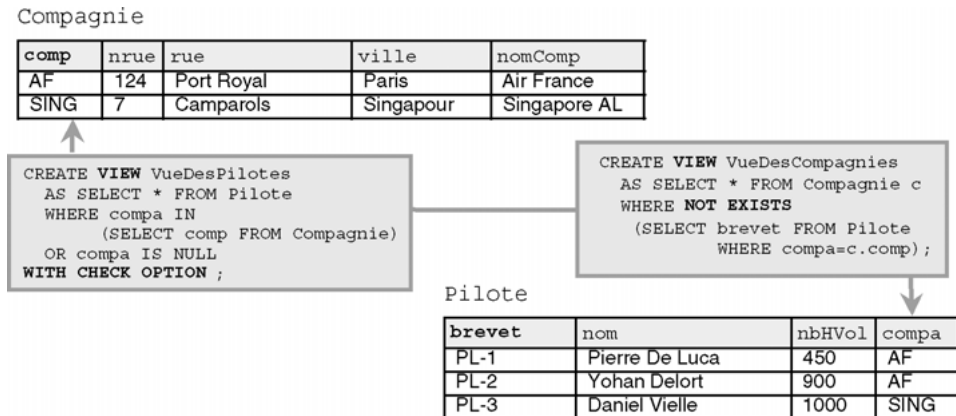 Compagnie
comp nrue rue ville nomComp
AF 124 Port Royal Paris Air France
SING 7 Camparols Singapour Singapore AL
CREATE VIEW VueDesPilotes
AS SELECT * FROM Pilote
WHERE compa IN
(SELECT comp FROM Compagnie)
OR compa IS NULL
WITH CHECK OPTION ;
CREATE VIEW VueDesCompagnies
AS SELECT * FROM Compagnie c
WHERE NOT EXISTS
(SELECT brevet FROM Pilote
WHERE compa=c.comp);
Pilote
brevet nom nbHVol compa
PL-1 Pierre De Luca 450 AF
PL-2 Yohan Delort 900 AF
PL-3 Daniel Vielle 1000 SING